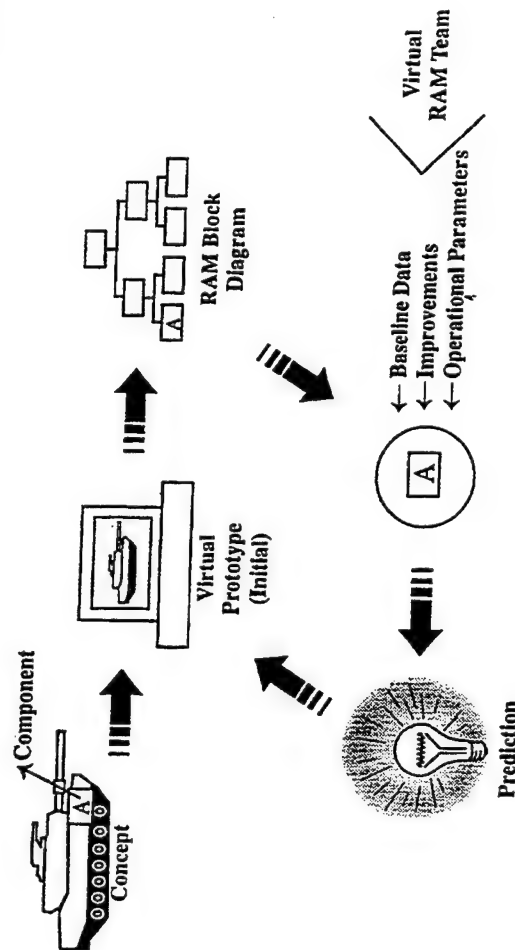 Component
A
Concept
Virtual
Prototype
(Initial)
A
RAM Block
Diagram
A
← Baseline Data
← Improvements
← Operational Parameters
Virtual
RAM Team
Prediction